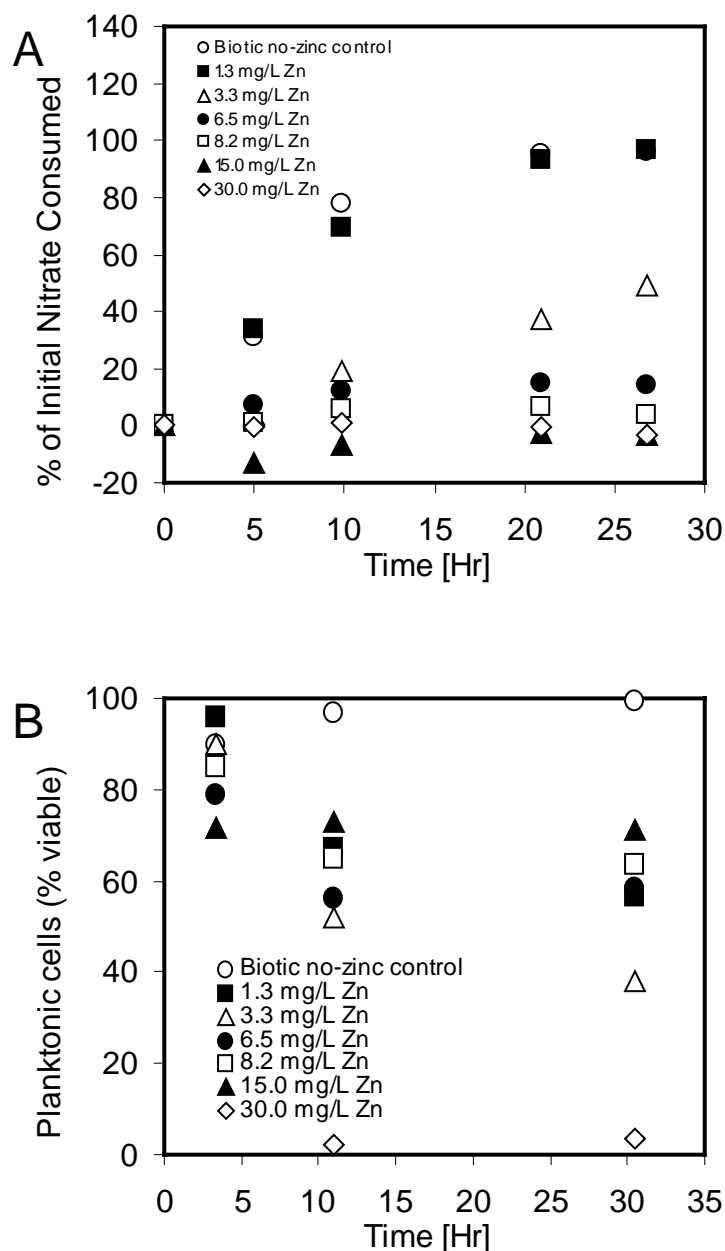 A
140
120
100
80
60
40
20
0
-20
% of Initial Nitrate Consumed
Biotic no-zinc control
1.3 mg/L Zn
3.3 mg/L Zn
6.5 mg/L Zn
8.2 mg/L Zn
15.0 mg/L Zn
30.0 mg/L Zn
0 5 10 15 20 25 30
Time [Hr]
B
100
80
60
40
20
0
Planktonic cells (% viable)
Biotic no-zinc control
1.3 mg/L Zn
3.3 mg/L Zn
6.5 mg/L Zn
8.2 mg/L Zn
15.0 mg/L Zn
30.0 mg/L Zn
0 5 10 15 20 25 30 35
Time [Hr]